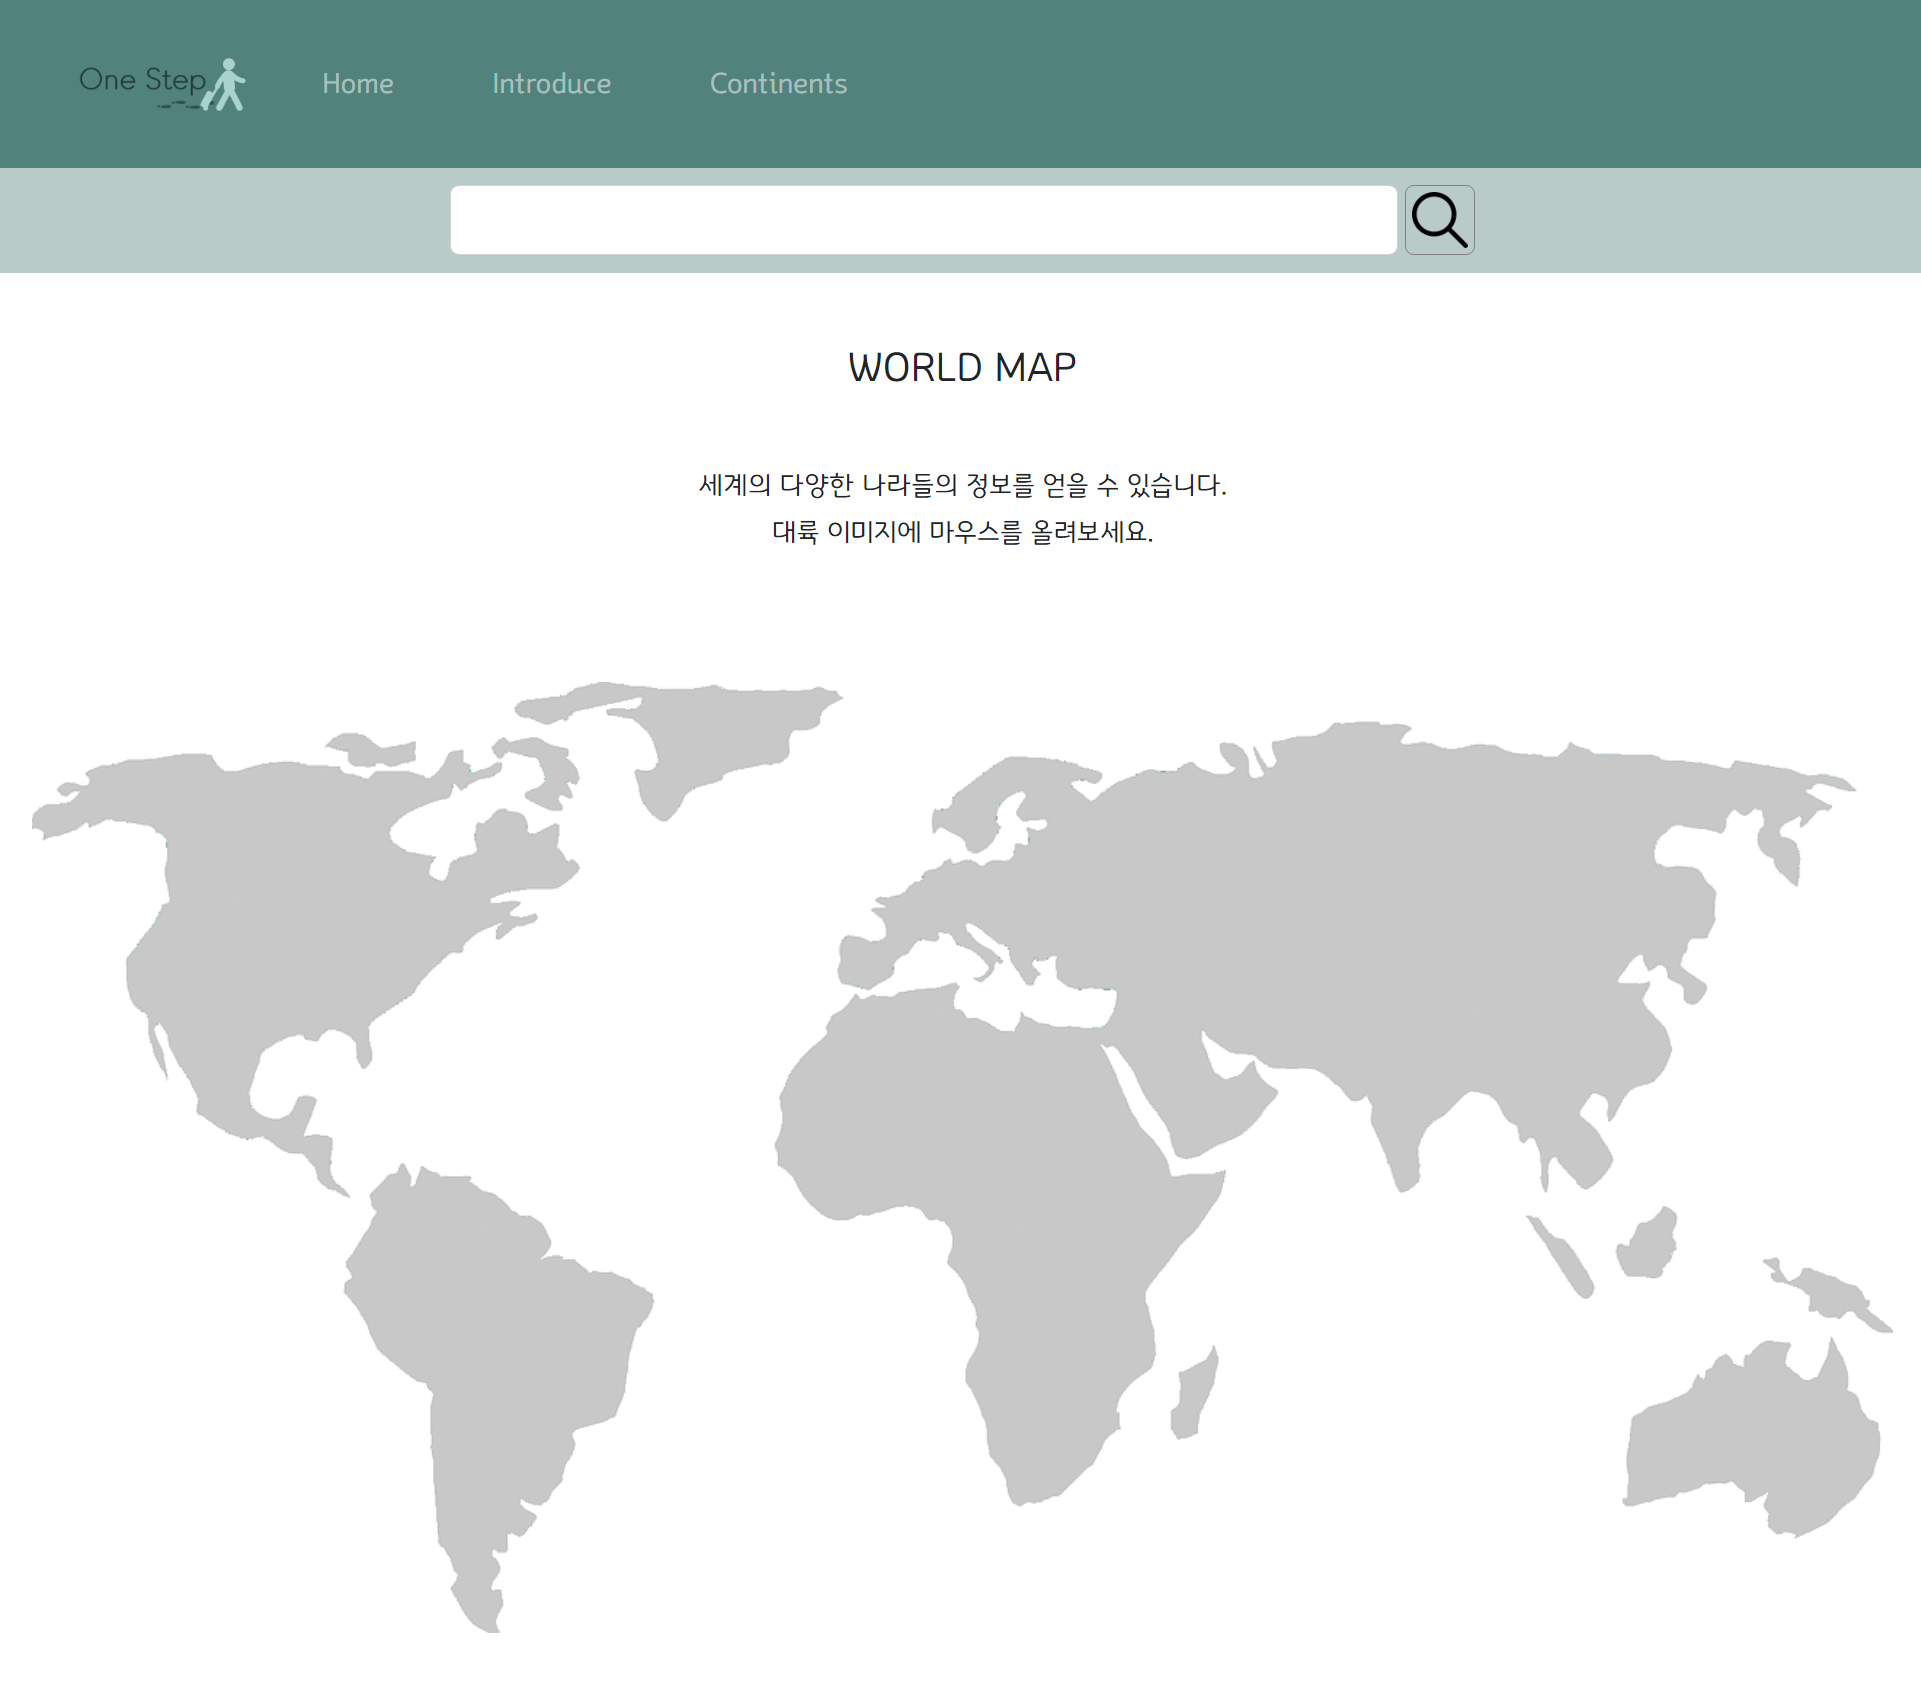 One Step
Home
Introduce
Continents
WORLD MAP
세계의 다양한 나라들의 정보를 얻을 수 있습니다.
대륙 이미지에 마우스를 올려보세요.